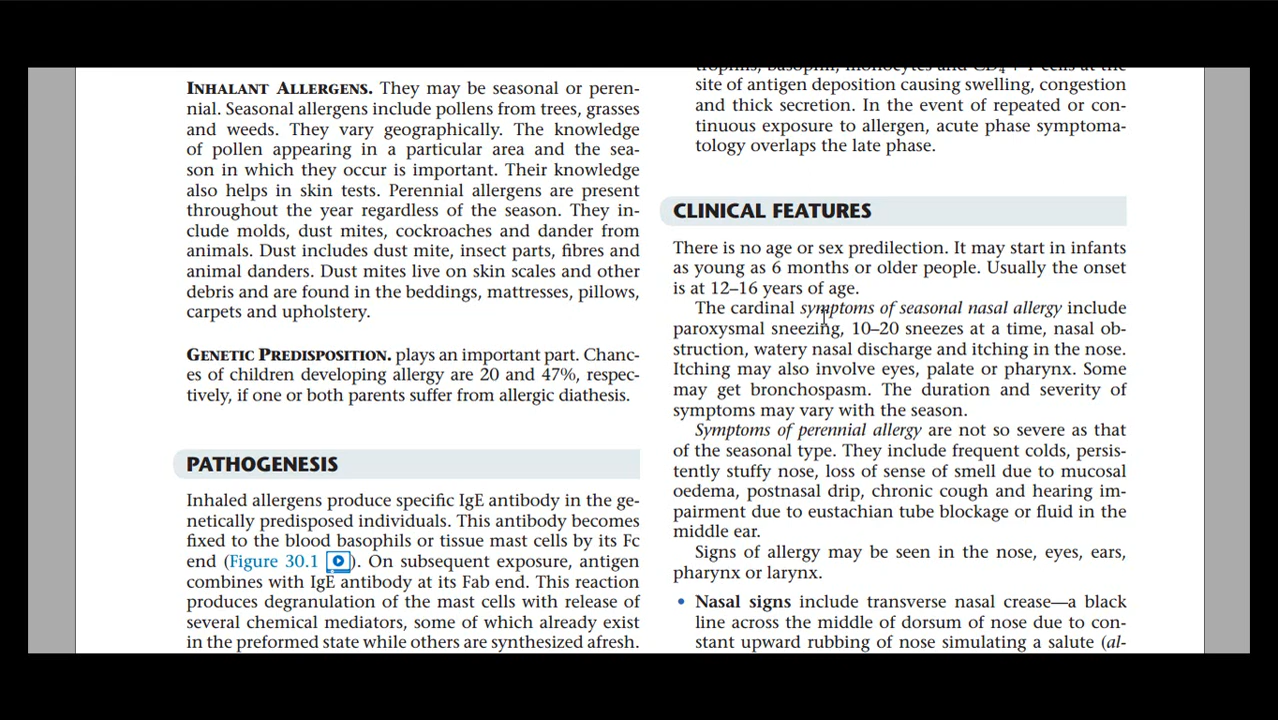 INHALANT ALLERGENS. They may be seasonal or peren-
nial. Seasonal allergens include pollens from trees, grasses
and weeds. They vary geographically. The knowledge
of pollen appearing in a particular area and the sea-
son in which they occur is important. Their knowledge
also helps in skin tests. Perennial allergens are present
throughout the year regardless of the season. They in-
clude molds, dust mites, cockroaches and dander from
animals. Dust includes dust mite, insect parts, fibres and
animal danders. Dust mites live on skin scales and other
debris and are found in the beddings, mattresses, pillows,
carpets and upholstery.
GENETIC PREDISPOSITION. plays an important part. Chanc-
es of children developing allergy are 20 and 47%, respec-
tively, if one or both parents suffer from allergic diathesis.
PATHOGENESIS
Inhaled allergens produce specific IgE antibody in the ge-
netically predisposed individuals. This antibody becomes
fixed to the blood basophils or tissue mast cells by its Fc
end (Figure 30.1 ). On subsequent exposure, antigen
combines with IgE antibody at its Fab end. This reaction
produces degranulation of the mast cells with release of
several chemical mediators, some of which already exist
in the preformed state while others are synthesized afresh.
trophils, basophil, monocytes and CD4 + T cells at the
site of antigen deposition causing swelling, congestion
and thick secretion. In the event of repeated or con-
tinuous exposure to allergen, acute phase symptoma-
tology overlaps the late phase.
CLINICAL FEATURES
There is no age or sex predilection. It may start in infants
as young as 6 months or older people. Usually the onset
is at 12–16 years of age.
The cardinal symptoms of seasonal nasal allergy include
paroxysmal sneezing, 10–20 sneezes at a time, nasal ob-
struction, watery nasal discharge and itching in the nose.
Itching may also involve eyes, palate or pharynx. Some
may get bronchospasm. The duration and severity of
symptoms may vary with the season.
Symptoms of perennial allergy are not so severe as that
of the seasonal type. They include frequent colds, persis-
tently stuffy nose, loss of sense of smell due to mucosal
oedema, postnasal drip, chronic cough and hearing im-
pairment due to eustachian tube blockage or fluid in the
middle ear.
Signs of allergy may be seen in the nose, eyes, ears,
pharynx or larynx.
• Nasal signs include transverse nasal crease—a black
line across the middle of dorsum of nose due to con-
stant upward rubbing of nose simulating a salute (al-